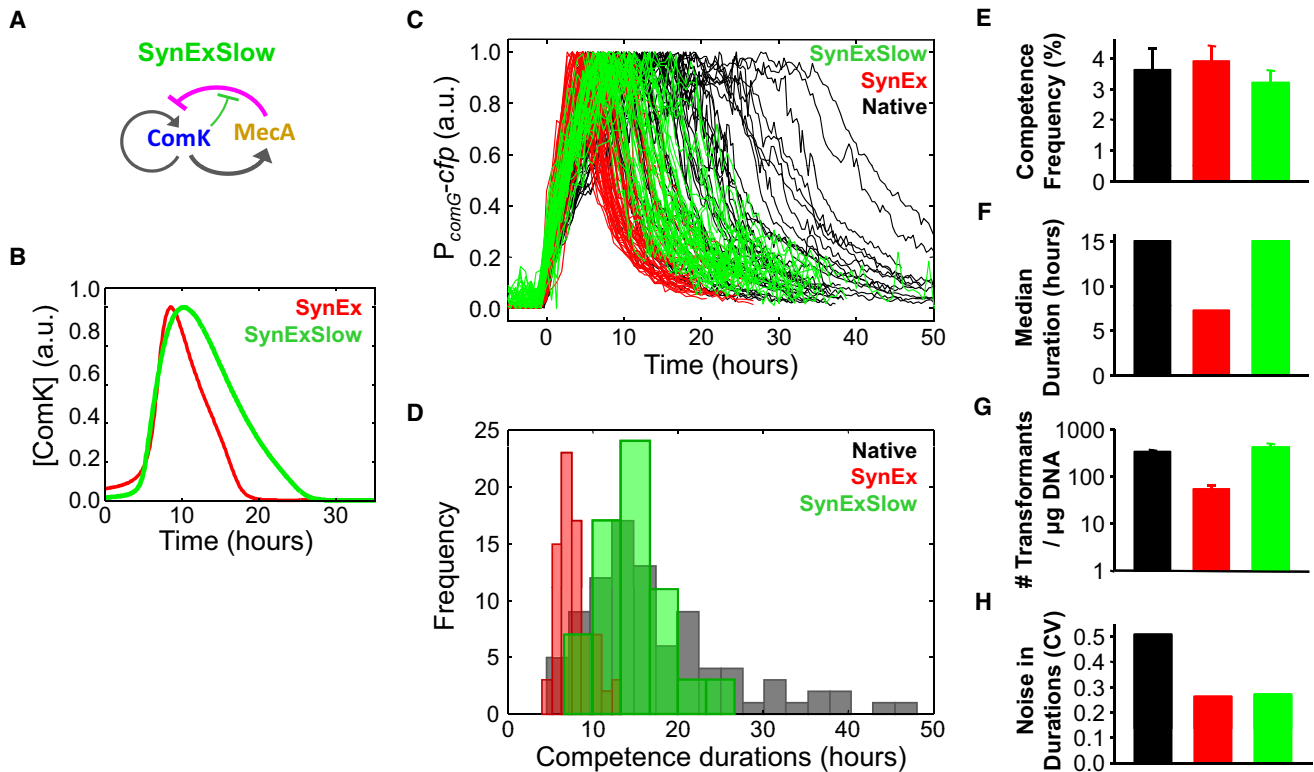 A
SynExSlow
ComK
MecA
B
[ComK] (a.u.)
1.0
0.8
0.6
0.4
0.2
0.0
SynEx
SynExSlow
0
10
20
30
Time (hours)
C
P comG-cfp (a.u.)
1.0
0.8
0.6
0.4
0.2
0.0
SynExSlow
SynEx
Native
0
10
20
30
40
50
Time (hours)
D
Frequency
25
20
15
10
5
0
Native
SynEx
SynExSlow
0
10
20
30
40
50
Competence durations (hours)
E
Competence
Frequency (%)
4
3
2
1
0
F
Median
Duration (hours)
15
10
5
0
G
# Transformants
/ µg DNA
1000
100
10
1
H
Noise in
Durations (CV)
0.5
0.4
0.3
0.2
0.1
0.0